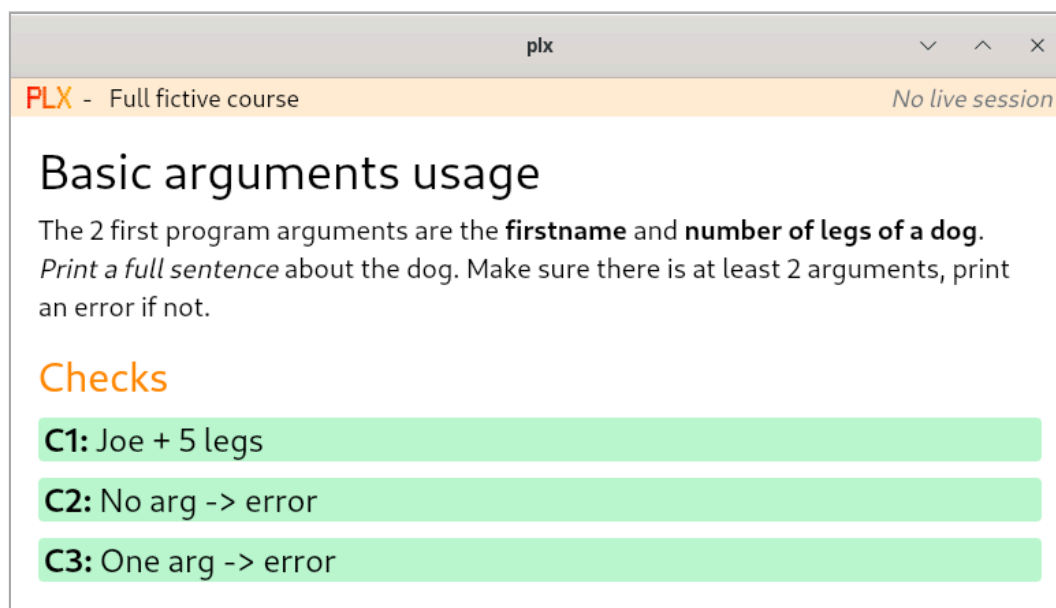 plx
PLX - Full fictive course No live session
Basic arguments usage
The 2 first program arguments are the firstname and number of legs of a dog.
Print a full sentence about the dog. Make sure there is at least 2 arguments, print
an error if not.
Checks
C1: Joe + 5 legs
C2: No arg -> error
C3: One arg -> error